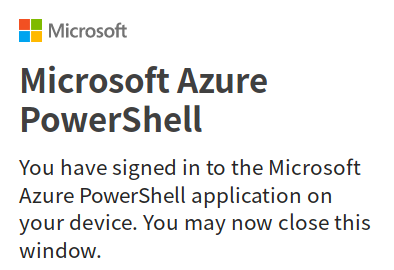 Microsoft
Microsoft Azure
PowerShell
You have signed in to the Microsoft
Azure PowerShell application on
your device. You may now close this
window.